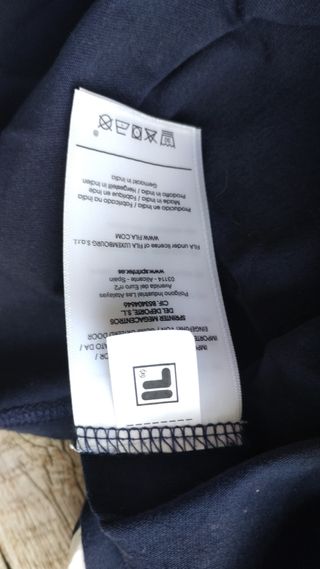 SPRINTER MEGACENTROS
DEL DEPORTE S.L.
Polígono Industrial Las Atalayas
Avenida del Euro nº2
03114 - Alicante - Spain
www.sprinter.es
FILA under license of FILA LUXEMBOURG S.à.r.l.
WWW.FILA.COM
Producido en India / Fabricado na India
Made in India / Fabriqué en Inde
Prodotto in India / Hergestellt in Indien
Gemaakt in India